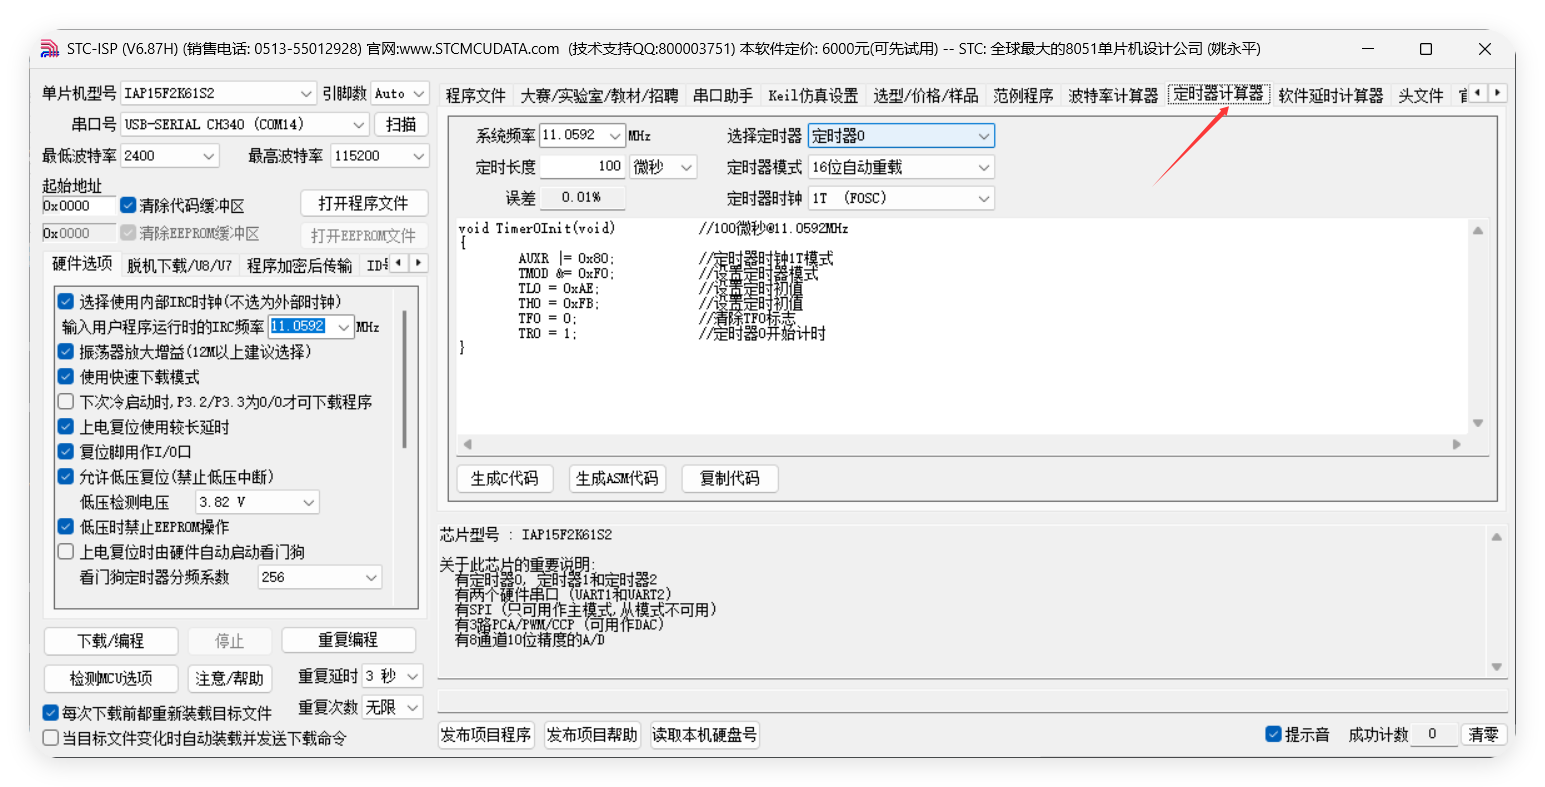 STC-ISP (V6.87H) (销售电话: 0513-55012928) 官网:www.STCMCUDATA.com (技术支持QQ:800003751) 本软件定价: 6000元(可先试用) -- STC: 全球最大的8051单片机设计公司 (姚永平)
单片机型号 IAP15F2K61S2 引脚数 Auto
串口号 USB-SERIAL CH340 (COM14) 扫描
最低波特率 2400 最高波特率 115200
起始地址
0x0000 清除代码缓冲区 打开程序文件
0x0000 清除EEPROM缓冲区 打开EEPROM文件
硬件选项 脱机下载/U8/U7 程序加密后传输
选择使用内部IRC时钟(不选为外部时钟)
输入用户程序运行时的IRC频率 11.0592 MHz
振荡器放大增益(12M以上建议选择)
使用快速下载模式
下次冷启动时,P3.2/P3.3为0/0才可下载程序
上电复位使用较长延时
复位脚用作I/O口
允许低压复位(禁止低压中断)
低压检测电压 3.82 V
低压时禁止EEPROM操作
上电复位时由硬件自动启动看门狗
看门狗定时器分频系数 256
下载/编程 停止 重复编程
检测MCU选项 注意/帮助 重复延时 3 秒
重复次数 无限
每次下载前都重新装载目标文件
当目标文件变化时自动装载并发送下载命令
程序文件 大赛/实验室/教材/招聘 串口助手 Keil仿真设置 选型/价格/样品 范例程序 波特率计算器 定时器计算器 软件延时计算器 头文件
系统频率 11.0592 MHz 选择定时器 定时器0
定时长度 100 微秒 定时器模式 16位自动重载
误差 0.01% 定时器时钟 1T (FOSC)
void Timer0Init(void) //100微秒@11.0592MHz
{
AUXR |= 0x80; //定时器时钟1T模式
TMOD &= 0xF0; //设置定时器模式
TL0 = 0xAE; //设置定时初值
TH0 = 0xFB; //设置定时初值
TF0 = 0; //清除TF0标志
TR0 = 1; //定时器0开始计时
}
生成C代码 生成ASM代码 复制代码
芯片型号 : IAP15F2K61S2
关于此芯片的重要说明:
有定时器0, 定时器1和定时器2
有两个硬件串口 (UART1和UART2)
有SPI (只可用作主模式,从模式不可用)
有3路PCA/PWM/CCP (可用作DAC)
有8通道10位精度的A/D
发布项目程序 发布项目帮助 读取本机硬盘号 提示音 成功计数 0 清零